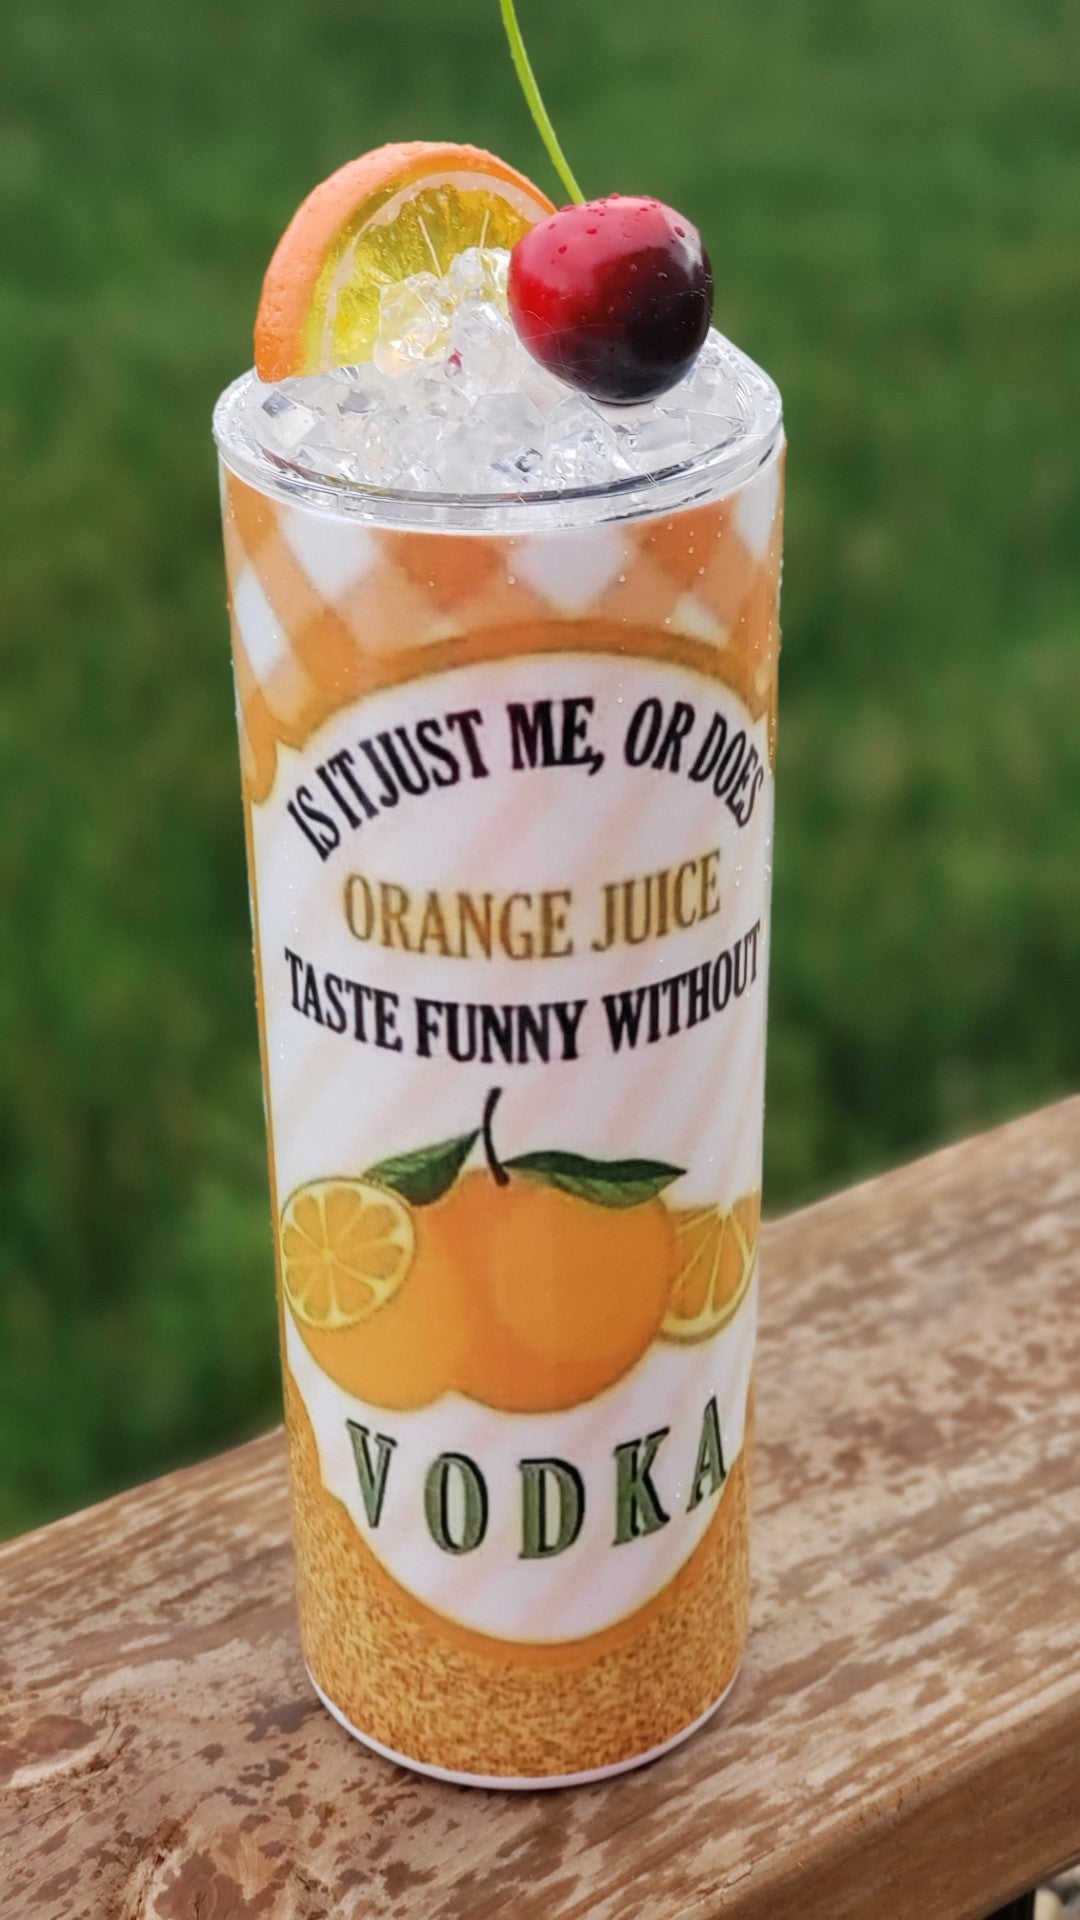 IS IT JUST ME, OR DOES
ORANGE JUICE
TASTE FUNNY WITHOUT
VODKA